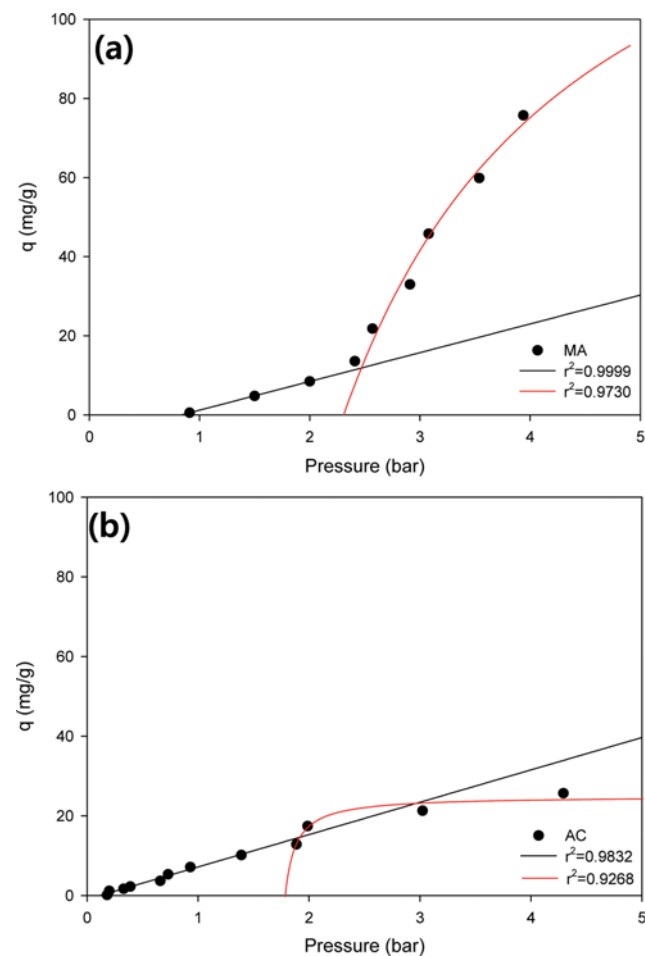 (a)
100
80
60
40
20
0
q (mg/g)
MA
r²=0.9999
r²=0.9730
0 1 2 3 4 5
Pressure (bar)
(b)
100
80
60
40
20
0
q (mg/g)
AC
r²=0.9832
r²=0.9268
0 1 2 3 4 5
Pressure (bar)